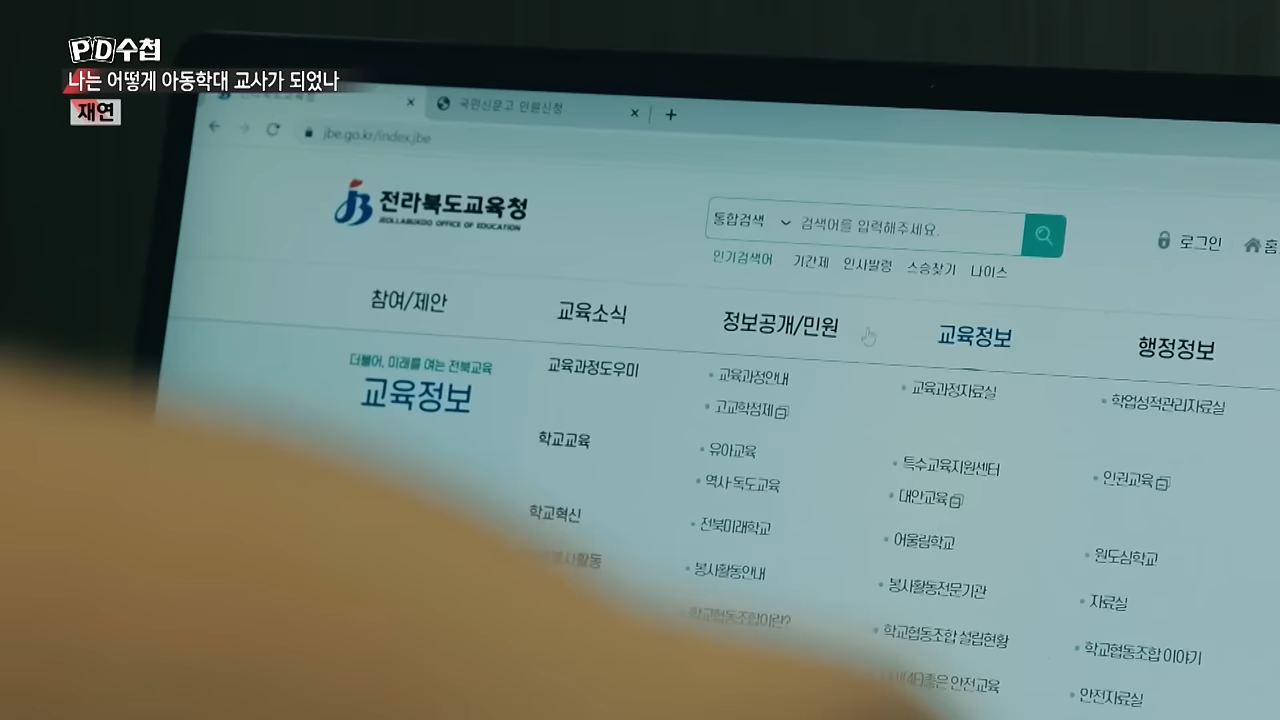 PD수첩
나는 어떻게 아동학대 교사가 되었나
재연
국민신문고 민원신청
jbe.go.kr/index.jbe
전라북도교육청
JEOLLABUKDO OFFICE OF EDUCATION
통합검색 검색어를 입력해주세요.
로그인 홈
인기검색어 기간제 인사발령 스승찾기 나이스
참여/제안 교육소식 정보공개/민원 교육정보 행정정보
더불어, 미래를 여는 전북교육
교육정보
교육과정도우미 교육과정안내 교육과정자료실 학업성적관리자료실
고교학점제
학교교육 유아교육 특수교육지원센터 인권교육
역사·독도교육 대안교육
학교혁신 전북미래학교 어울림학교 원도심학교
봉사활동 봉사활동안내 봉사활동전문기관 자료실
학교협동조합이란? 학교협동조합 설립현황 학교협동조합 이야기
안전교육 안전자료실